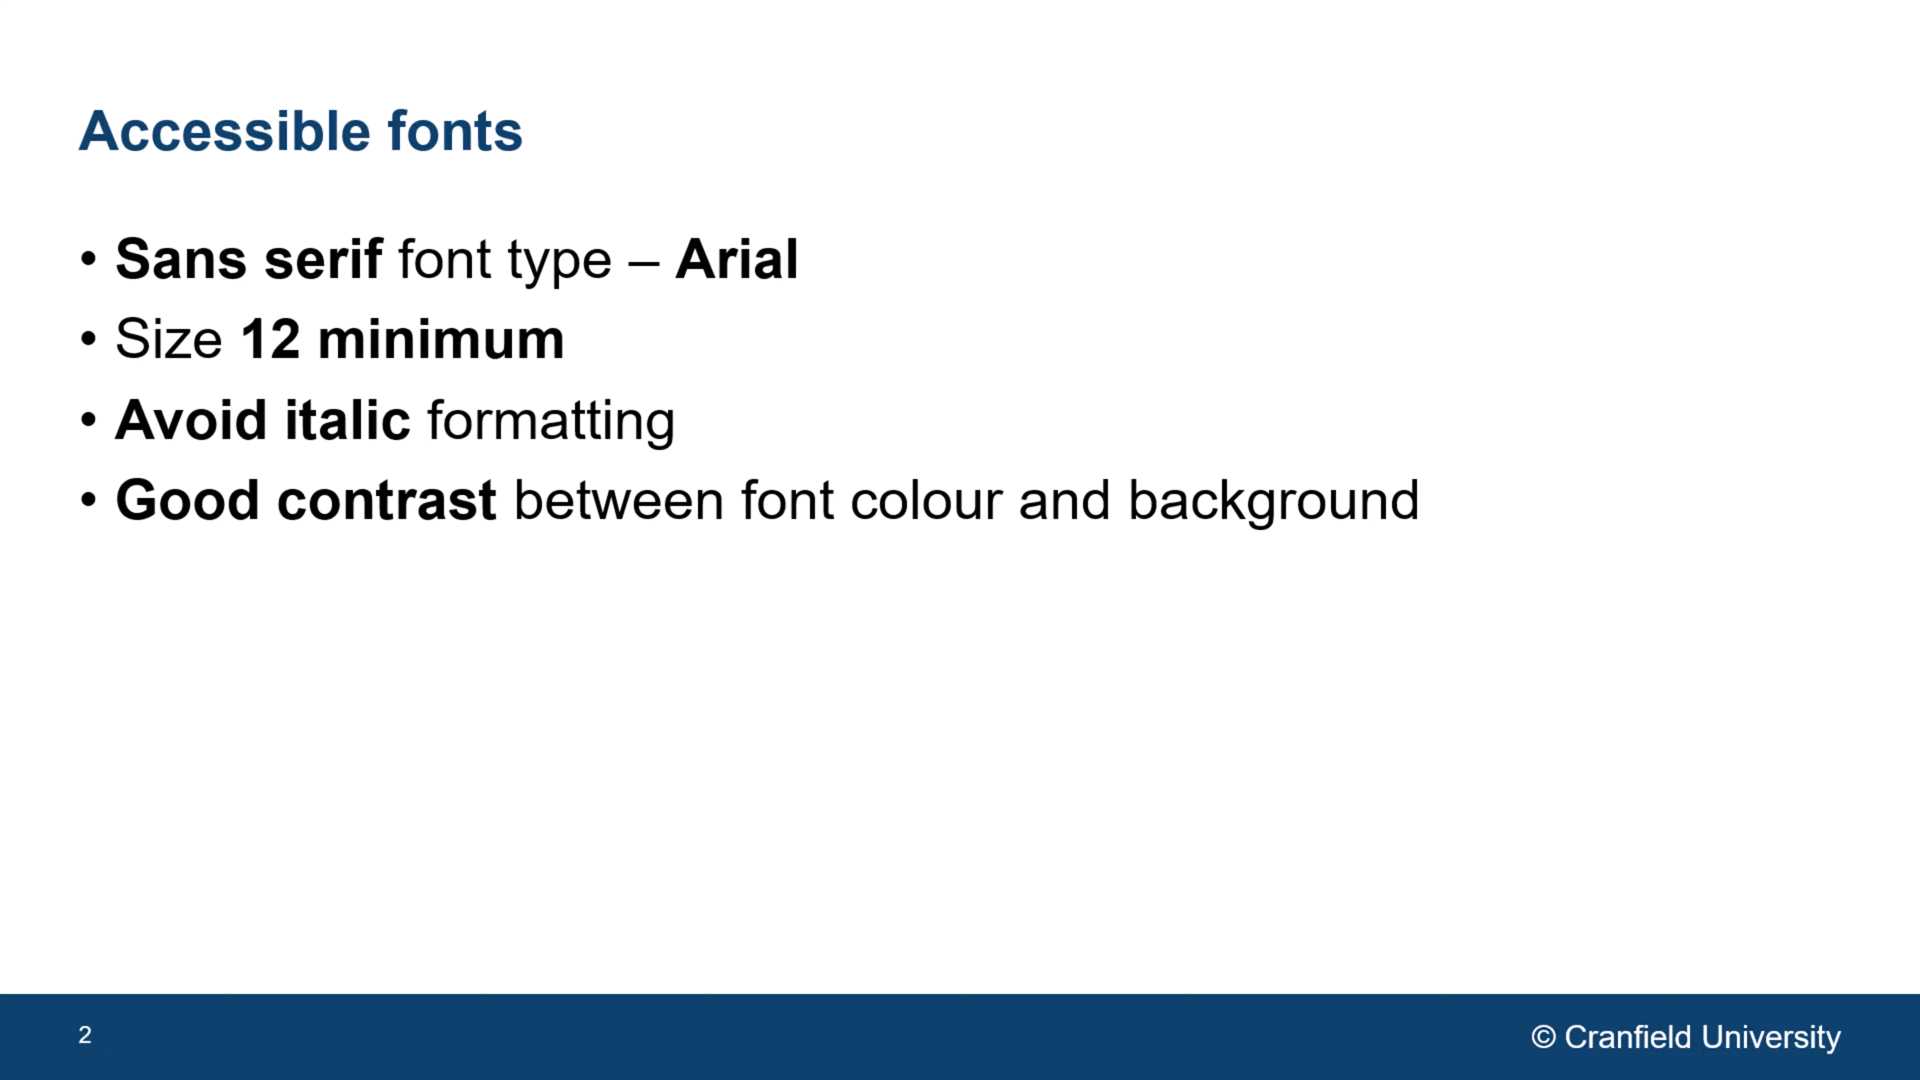 Accessible fonts
• Sans serif font type – Arial
• Size 12 minimum
• Avoid italic formatting
• Good contrast between font colour and background
2
© Cranfield University